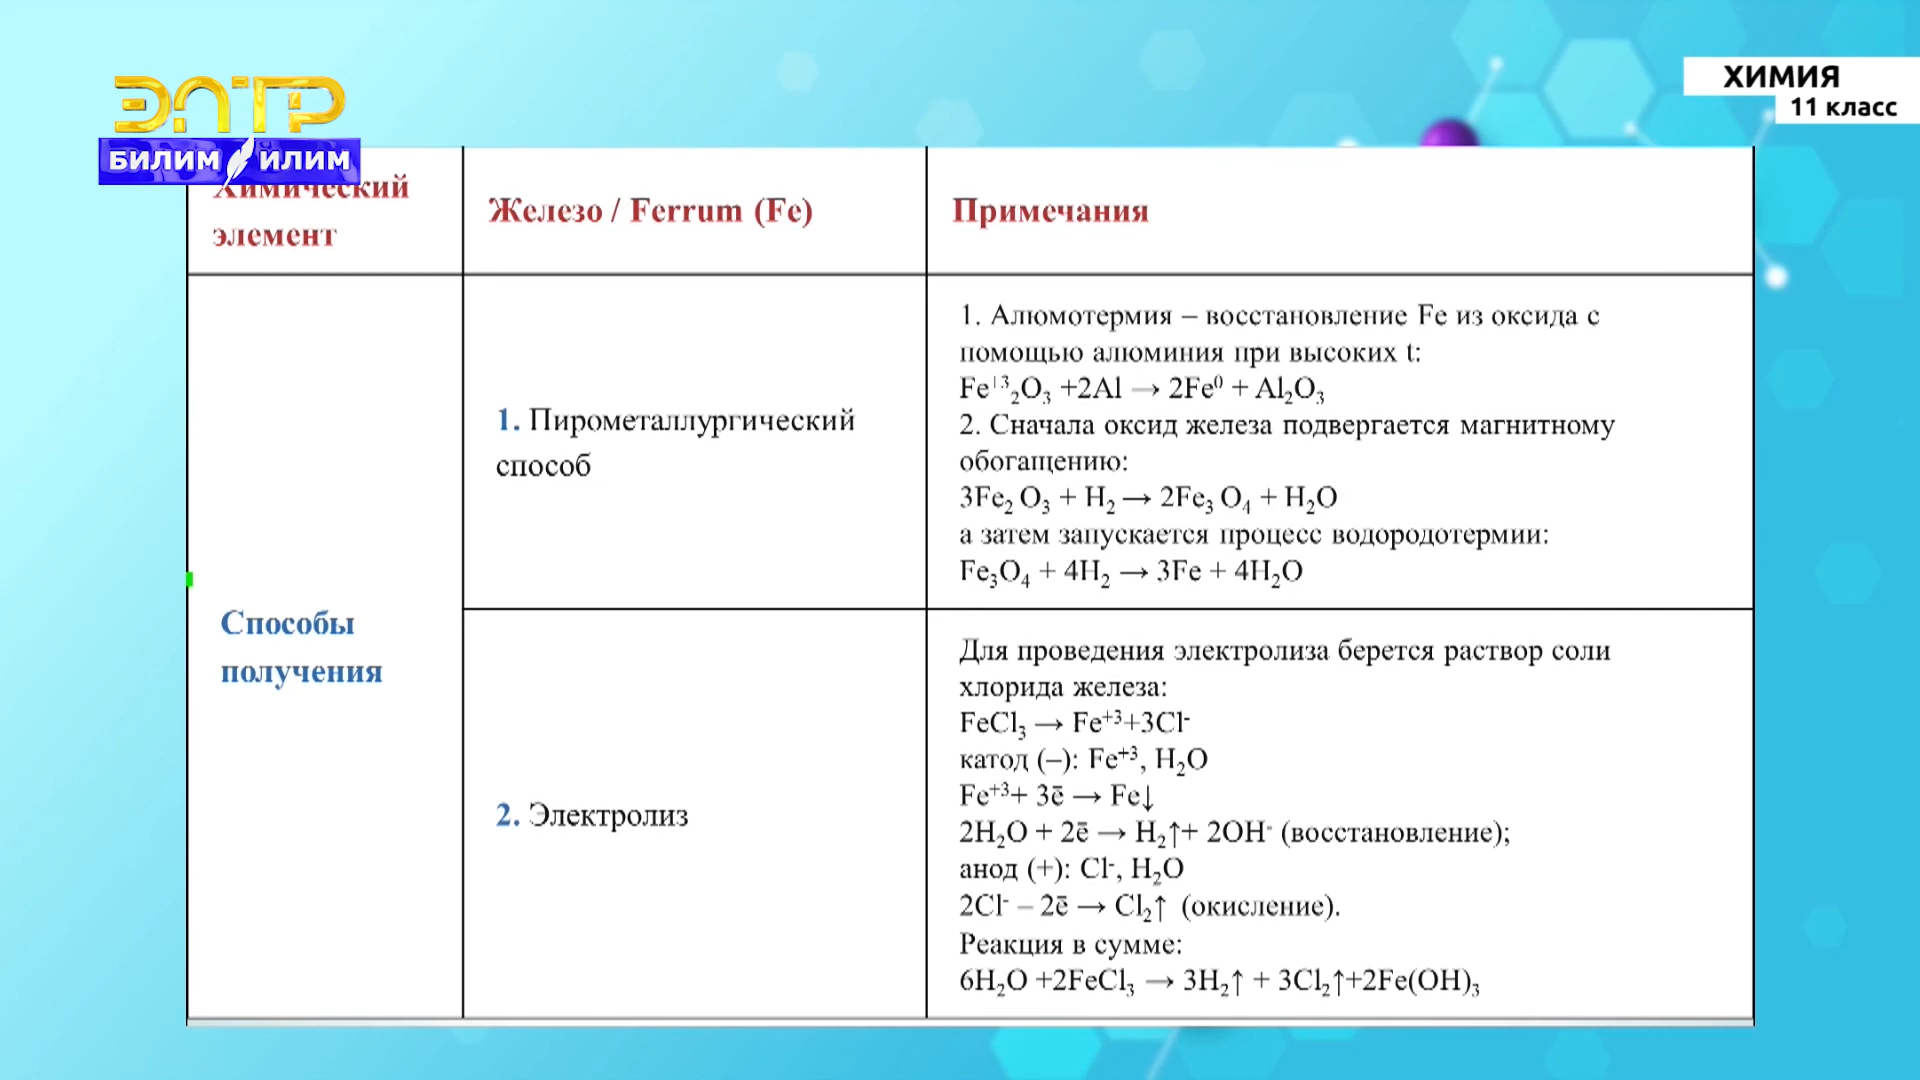 ЭЛТР
БИЛИМ ИЛИМ
ХИМИЯ
11 класс
Химический
элемент
Железо / Ferrum (Fe)
Примечания
Способы
получения
1. Пирометаллургический
способ
1. Алюмотермия – восстановление Fe из оксида с
помощью алюминия при высоких t:
Fe⁺³₂O₃ +2Al → 2Fe⁰ + Al₂O₃
2. Сначала оксид железа подвергается магнитному
обогащению:
3Fe₂ O₃ + H₂ → 2Fe₃ O₄ + H₂O
а затем запускается процесс водородотермии:
Fe₃O₄ + 4H₂ → 3Fe + 4H₂O
2. Электролиз
Для проведения электролиза берется раствор соли
хлорида железа:
FeCl₃ → Fe⁺³+3Cl⁻
катод (–): Fe⁺³, H₂O
Fe⁺³+ 3ē → Fe↓
2H₂O + 2ē → H₂↑+ 2OH⁻ (восстановление);
анод (+): Cl⁻, H₂O
2Cl⁻ – 2ē → Cl₂↑ (окисление).
Реакция в сумме:
6H₂O +2FeCl₃ → 3H₂↑ + 3Cl₂↑+2Fe(OH)₃